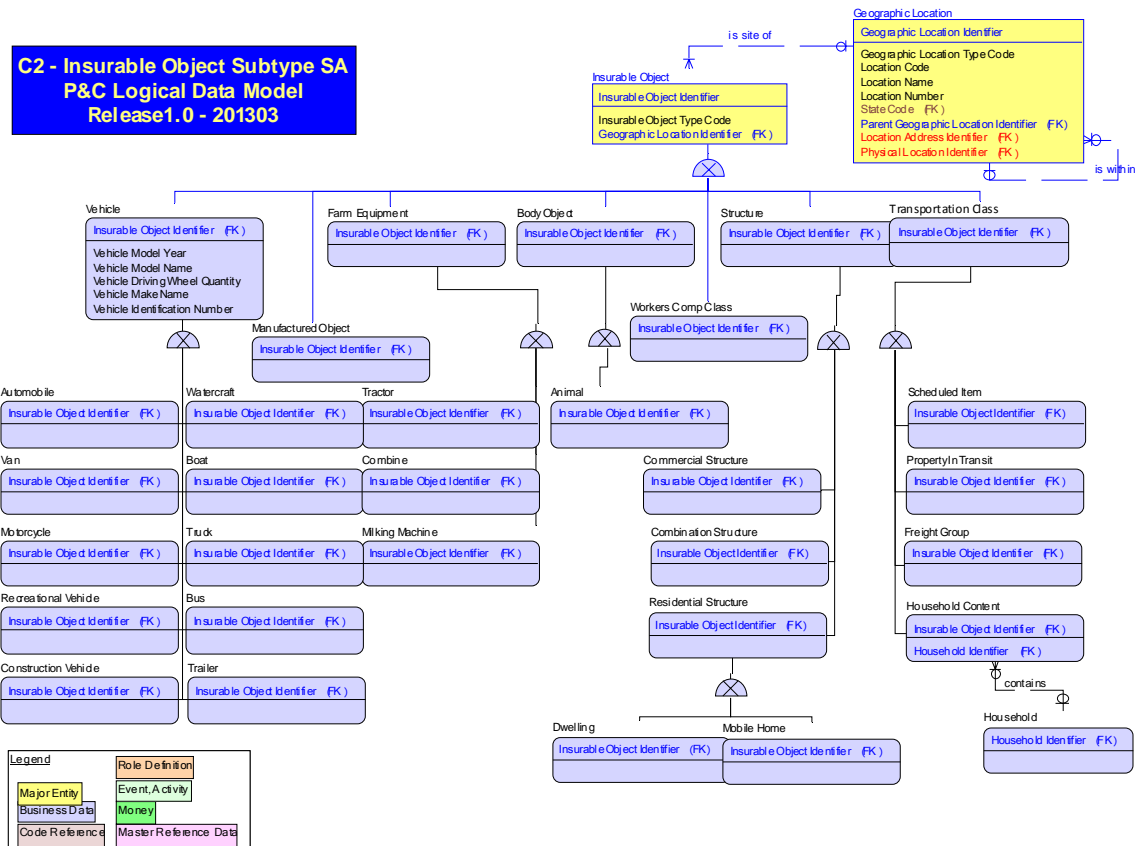 C2 - Insurable Object Subtype SA
P&C Logical Data Model
Release1.0 - 201303
is site of
Geographic Location
Geographic Location Identifier
Geographic Location Type Code
Location Code
Location Name
Location Number
State Code (FK)
Parent Geographic Location Identifier (FK)
Location Address Identifier (FK)
Physical Location Identifier (FK)
is within
Insurable Object
Insurable Object Identifier
Insurable Object Type Code
Geographic Location Identifier (FK)
Vehicle
Insurable Object Identifier (FK)
Vehicle Model Year
Vehicle Model Name
Vehicle Driving Wheel Quantity
Vehicle Make Name
Vehicle Identification Number
Farm Equipment
Insurable Object Identifier (FK)
Body Object
Insurable Object Identifier (FK)
Structure
Insurable Object Identifier (FK)
Transportation Class
Insurable Object Identifier (FK)
Manufactured Object
Insurable Object Identifier (FK)
Workers Comp Class
Insurable Object Identifier (FK)
Automobile
Insurable Object Identifier (FK)
Watercraft
Insurable Object Identifier (FK)
Tractor
Insurable Object Identifier (FK)
Animal
Insurable Object Identifier (FK)
Scheduled Item
Insurable Object Identifier (FK)
Van
Insurable Object Identifier (FK)
Boat
Insurable Object Identifier (FK)
Combine
Insurable Object Identifier (FK)
Commercial Structure
Insurable Object Identifier (FK)
Property In Transit
Insurable Object Identifier (FK)
Motorcycle
Insurable Object Identifier (FK)
Truck
Insurable Object Identifier (FK)
Milking Machine
Insurable Object Identifier (FK)
Combination Structure
Insurable Object Identifier (FK)
Freight Group
Insurable Object Identifier (FK)
Recreational Vehicle
Insurable Object Identifier (FK)
Bus
Insurable Object Identifier (FK)
Residential Structure
Insurable Object Identifier (FK)
Household Content
Insurable Object Identifier (FK)
Household Identifier (FK)
Construction Vehicle
Insurable Object Identifier (FK)
Trailer
Insurable Object Identifier (FK)
contains
Dwelling
Insurable Object Identifier (FK)
Mobile Home
Insurable Object Identifier (FK)
Household
Household Identifier (FK)
Legend
Role Definition
Major Entity
Event, Activity
Business Data
Money
Code Reference
Master Reference Data